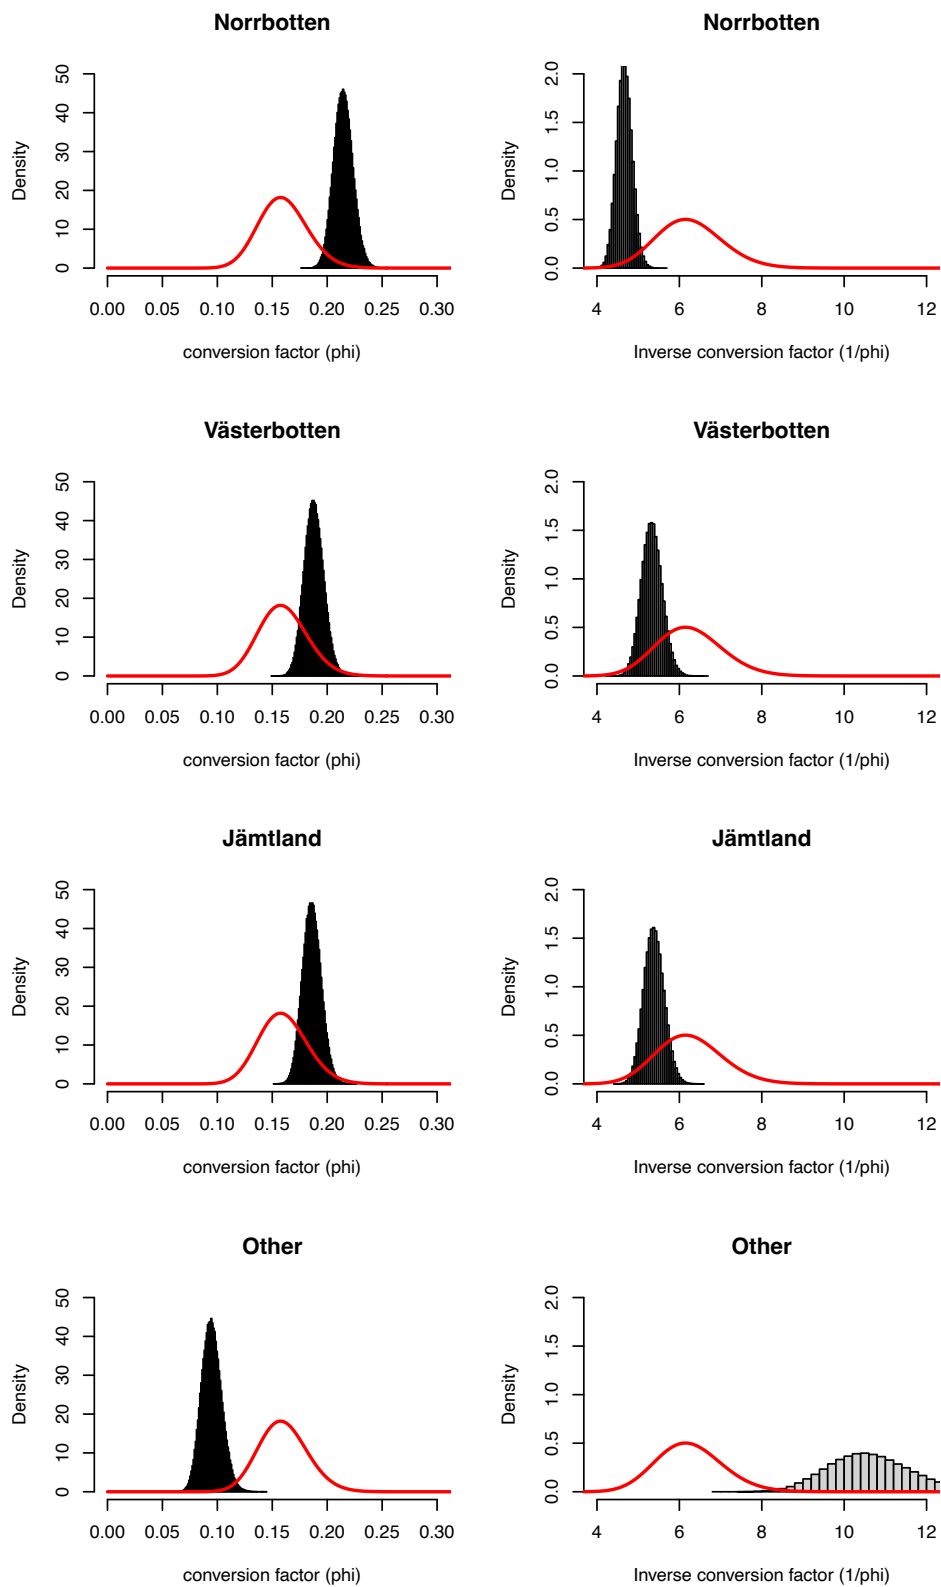 Norrbotten
Density
0 10 20 30 40 50
0.00 0.05 0.10 0.15 0.20 0.25 0.30
conversion factor (phi)
Norrbotten
Density
0.0 0.5 1.0 1.5 2.0
4 6 8 10 12
Inverse conversion factor (1/phi)
Västerbotten
Density
0 10 20 30 40 50
0.00 0.05 0.10 0.15 0.20 0.25 0.30
conversion factor (phi)
Västerbotten
Density
0.0 0.5 1.0 1.5 2.0
4 6 8 10 12
Inverse conversion factor (1/phi)
Jämtland
Density
0 10 20 30 40 50
0.00 0.05 0.10 0.15 0.20 0.25 0.30
conversion factor (phi)
Jämtland
Density
0.0 0.5 1.0 1.5 2.0
4 6 8 10 12
Inverse conversion factor (1/phi)
Other
Density
0 10 20 30 40 50
0.00 0.05 0.10 0.15 0.20 0.25 0.30
conversion factor (phi)
Other
Density
0.0 0.5 1.0 1.5 2.0
4 6 8 10 12
Inverse conversion factor (1/phi)